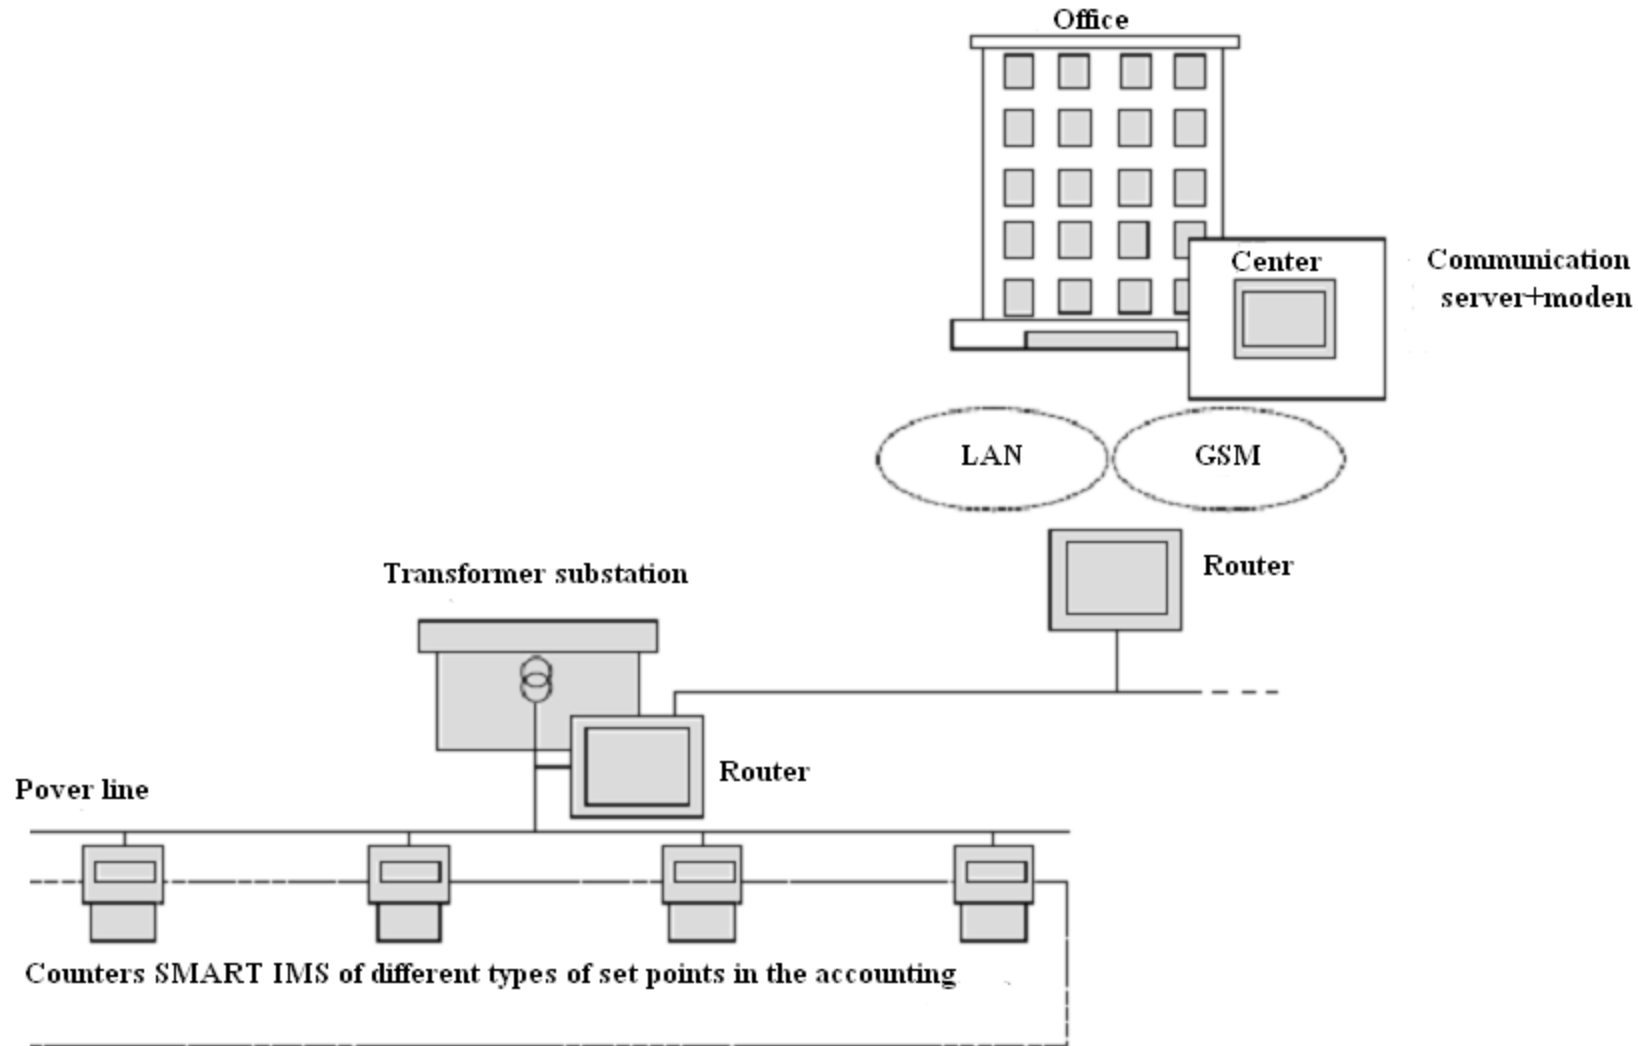 Office
Center
Communication
server+moden
LAN
GSM
Router
Transformer substation
Router
Pover line
Counters SMART IMS of different types of set points in the accounting